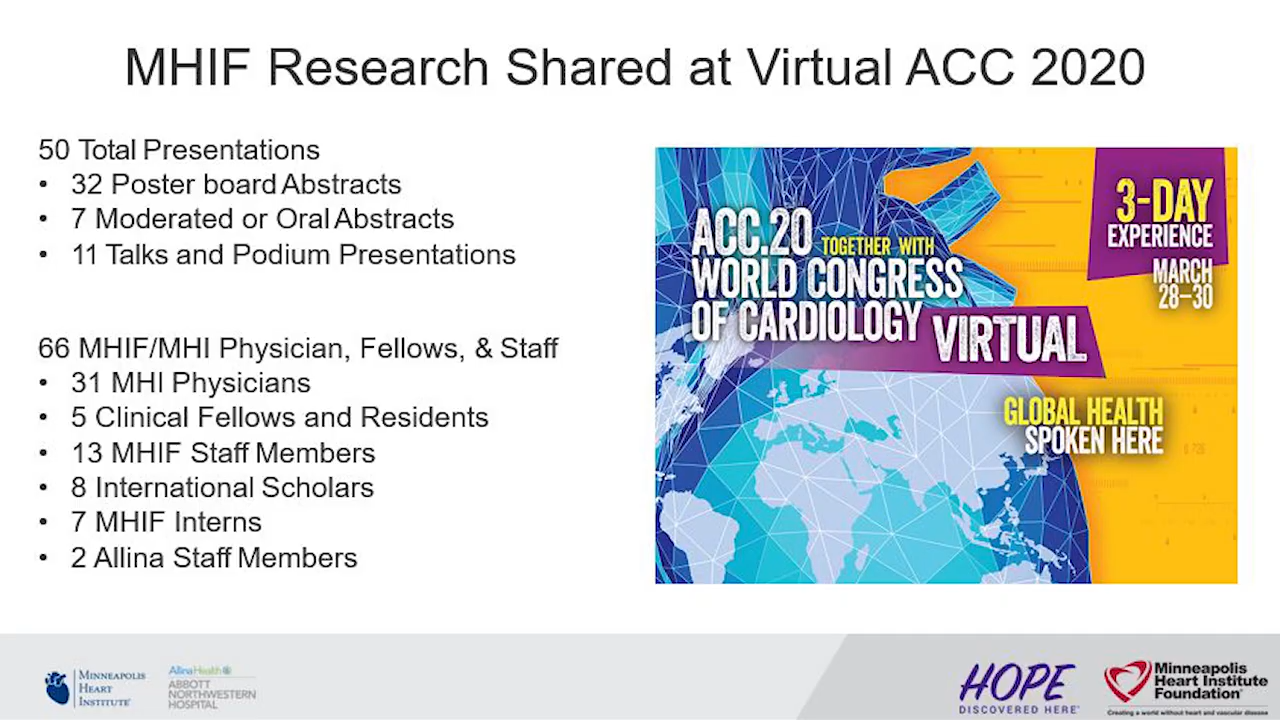 MHIF Research Shared at Virtual ACC 2020
50 Total Presentations
• 32 Poster board Abstracts
• 7 Moderated or Oral Abstracts
• 11 Talks and Podium Presentations
66 MHIF/MHI Physician, Fellows, & Staff
• 31 MHI Physicians
• 5 Clinical Fellows and Residents
• 13 MHIF Staff Members
• 8 International Scholars
• 7 MHIF Interns
• 2 Allina Staff Members
ACC.20 TOGETHER WITH
WORLD CONGRESS
OF CARDIOLOGY
VIRTUAL
3-DAY
EXPERIENCE
MARCH
28–30
GLOBAL HEALTH
SPOKEN HERE
MINNEAPOLIS
HEART
INSTITUTE
AllinaHealth
ABBOTT
NORTHWESTERN
HOSPITAL
HOPE
DISCOVERED HERE
Minneapolis
Heart Institute
Foundation
Creating a world without heart and vascular disease